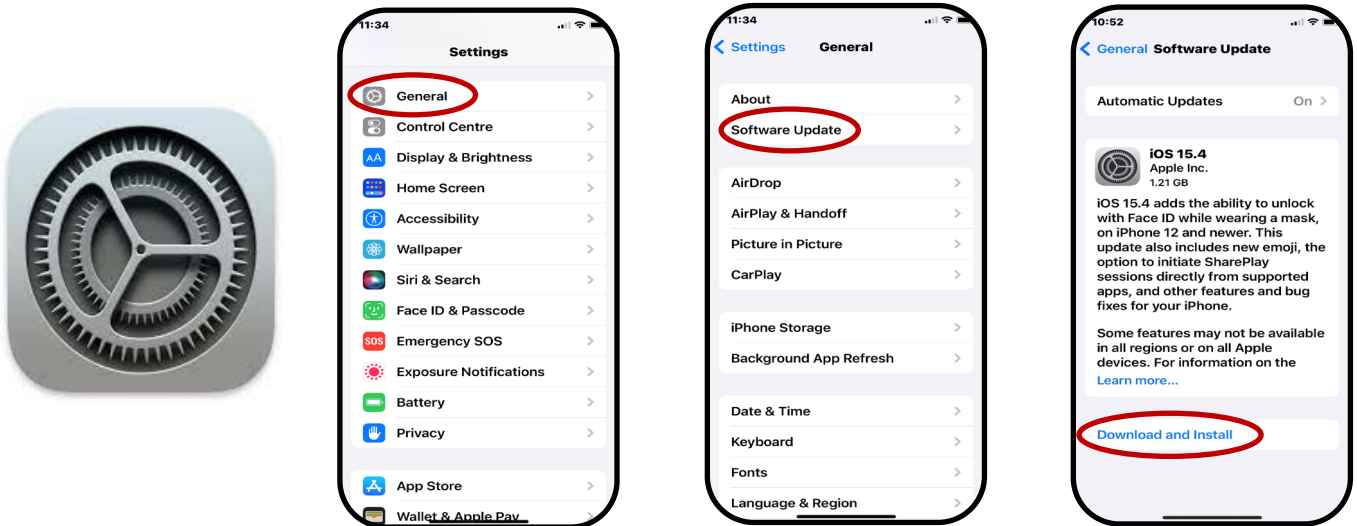 11:34
Settings
General
Control Centre
AA Display & Brightness
Home Screen
Accessibility
Wallpaper
Siri & Search
Face ID & Passcode
SOS Emergency SOS
Exposure Notifications
Battery
Privacy
App Store
Wallet & Apple Pay
11:34
Settings General
About
Software Update
AirDrop
AirPlay & Handoff
Picture in Picture
CarPlay
iPhone Storage
Background App Refresh
Date & Time
Keyboard
Fonts
Language & Region
10:52
General Software Update
Automatic Updates On
iOS 15.4
Apple Inc.
1.21 GB
iOS 15.4 adds the ability to unlock
with Face ID while wearing a mask,
on iPhone 12 and newer. This
update also includes new emoji, the
option to initiate SharePlay
sessions directly from supported
apps, and other features and bug
fixes for your iPhone.
Some features may not be available
in all regions or on all Apple
devices. For information on the
Learn more...
Download and Install